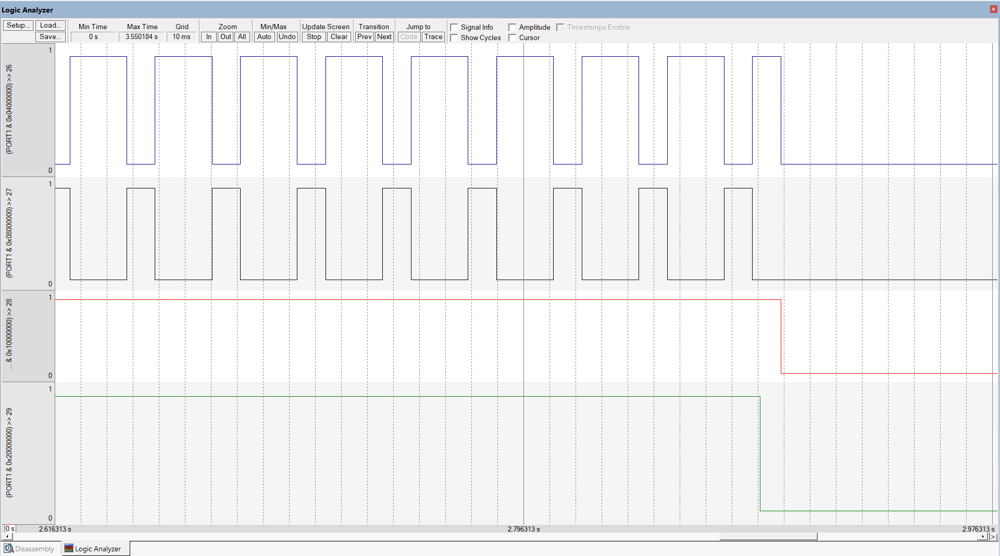 Logic Analyzer
Setup... Load... Min Time Max Time Grid Zoom Min/Max Update Screen Transition Jump to Signal Info Amplitude Timestamps Enable
Save... 0 s 3.550184 s 10 ms In Out All Auto Undo Stop Clear Prev Next Code Trace Show Cycles Cursor
1
(PORT1 & 0x04000000) >> 26
0
1
(PORT1 & 0x08000000) >> 27
0
1
... & 0x10000000) >> 28
0
1
(PORT1 & 0x20000000) >> 29
0
0 s 2.616313 s 2.796313 s 2.976313 s
>|
Disassembly Logic Analyzer